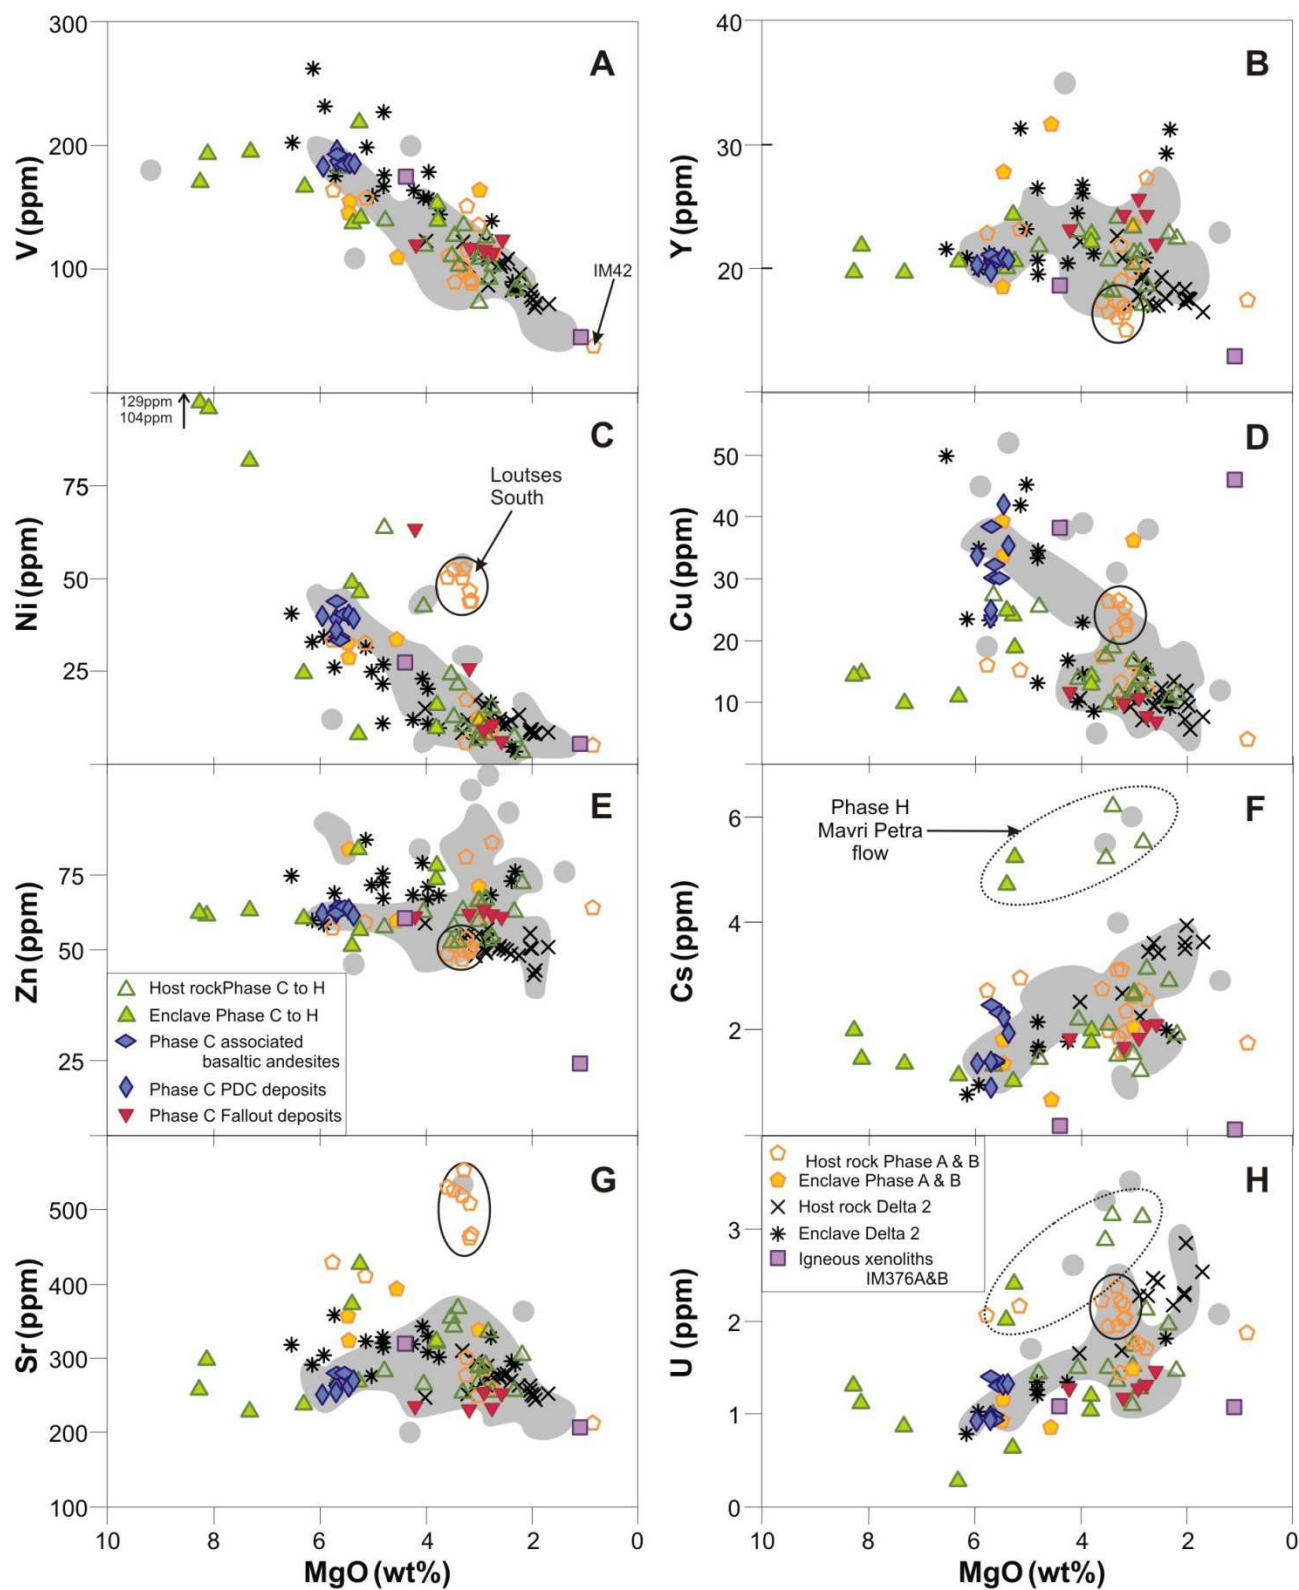 300
200
100
V (ppm)
A
IM42
40
30
20
Y (ppm)
B
129ppm
104ppm
75
50
25
Ni (ppm)
C
Loutses
South
50
40
30
20
10
Cu (ppm)
D
75
50
25
Zn (ppm)
E
Host rockPhase C to H
Enclave Phase C to H
Phase C associated
basaltic andesites
Phase C PDC deposits
Phase C Fallout deposits
6
4
2
Cs (ppm)
F
Phase H
Mavri Petra
flow
500
400
300
200
100
Sr (ppm)
G
10
8
6
4
2
0
MgO (wt%)
3
2
1
0
U (ppm)
H
Host rock Phase A & B
Enclave Phase A & B
Host rock Delta 2
Enclave Delta 2
Igneous xenoliths
IM376A&B
10
8
6
4
2
0
MgO (wt%)